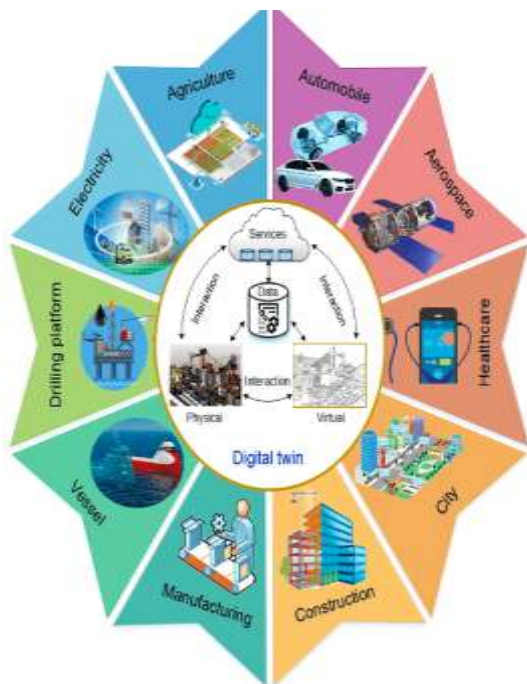 Agriculture
Automobile
Electricity
Aerospace
Services
Interaction
Interaction
Data
Drilling platform
Healthcare
Interaction
Physical
Virtual
Digital twin
Vessel
City
Manufacturing
Construction